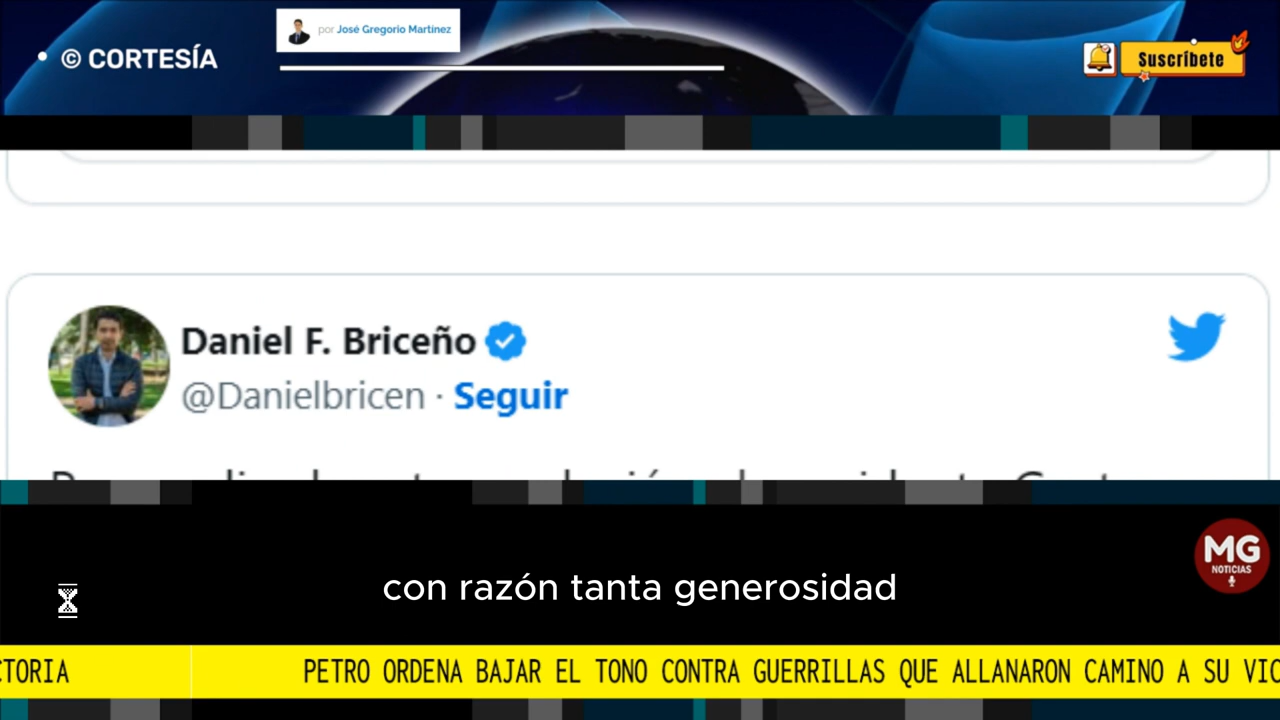 © CORTESÍA
por José Gregorio Martínez
Suscríbete
Daniel F. Briceño
@Danielbricen · Seguir
con razón tanta generosidad
MG
NOTICIAS
CTORIA PETRO ORDENA BAJAR EL TONO CONTRA GUERRILLAS QUE ALLANARON CAMINO A SU VIC